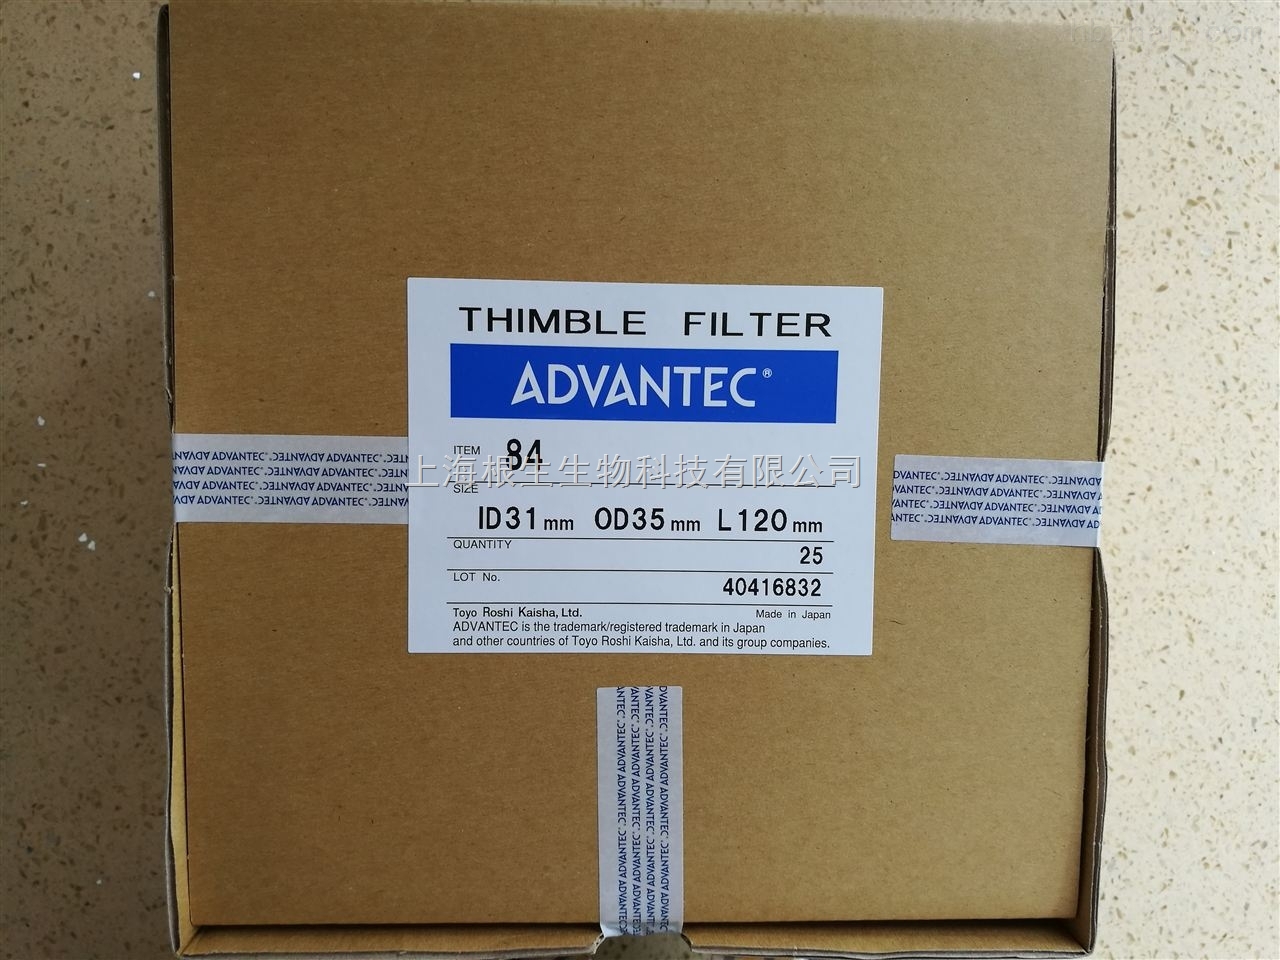 THIMBLE FILTER
ADVANTEC®
ITEM 84
上海根生生物科技有限公司
SIZE
ID31mm OD35mm L120mm
QUANTITY 25
LOT No. 40416832
Toyo Roshi Kaisha, Ltd. Made in Japan
ADVANTEC is the trademark/registered trademark in Japan
and other countries of Toyo Roshi Kaisha, Ltd. and its group companies.
ADVANTEC® ADVANTEC® ADVANTEC®
ADVANTEC® ADVANTEC® ADVANTEC®